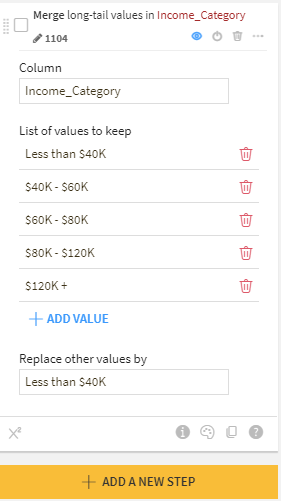 Merge long-tail values in Income_Category
1104
Column
Income_Category
List of values to keep
Less than $40K
$40K - $60K
$60K - $80K
$80K - $120K
$120K +
+ ADD VALUE
Replace other values by
Less than $40K
x²
+ ADD A NEW STEP